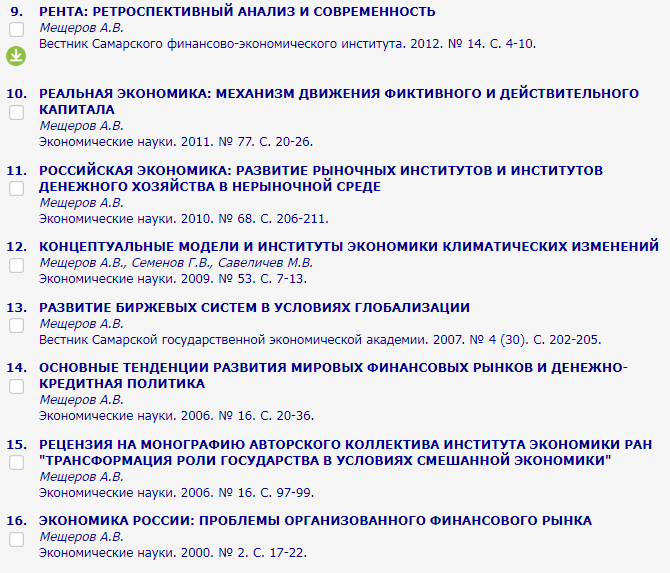 9. РЕНТА: РЕТРОСПЕКТИВНЫЙ АНАЛИЗ И СОВРЕМЕННОСТЬ
Мещеров А.В.
Вестник Самарского финансово-экономического института. 2012. № 14. С. 4-10.
10. РЕАЛЬНАЯ ЭКОНОМИКА: МЕХАНИЗМ ДВИЖЕНИЯ ФИКТИВНОГО И ДЕЙСТВИТЕЛЬНОГО
КАПИТАЛА
Мещеров А.В.
Экономические науки. 2011. № 77. С. 20-26.
11. РОССИЙСКАЯ ЭКОНОМИКА: РАЗВИТИЕ РЫНОЧНЫХ ИНСТИТУТОВ И ИНСТИТУТОВ
ДЕНЕЖНОГО ХОЗЯЙСТВА В НЕРЫНОЧНОЙ СРЕДЕ
Мещеров А.В.
Экономические науки. 2010. № 68. С. 206-211.
12. КОНЦЕПТУАЛЬНЫЕ МОДЕЛИ И ИНСТИТУТЫ ЭКОНОМИКИ КЛИМАТИЧЕСКИХ ИЗМЕНЕНИЙ
Мещеров А.В., Семенов Г.В., Савеличев М.В.
Экономические науки. 2009. № 53. С. 7-13.
13. РАЗВИТИЕ БИРЖЕВЫХ СИСТЕМ В УСЛОВИЯХ ГЛОБАЛИЗАЦИИ
Мещеров А.В.
Вестник Самарской государственной экономической академии. 2007. № 4 (30). С. 202-205.
14. ОСНОВНЫЕ ТЕНДЕНЦИИ РАЗВИТИЯ МИРОВЫХ ФИНАНСОВЫХ РЫНКОВ И ДЕНЕЖНО-
КРЕДИТНАЯ ПОЛИТИКА
Мещеров А.В.
Экономические науки. 2006. № 16. С. 20-36.
15. РЕЦЕНЗИЯ НА МОНОГРАФИЮ АВТОРСКОГО КОЛЛЕКТИВА ИНСТИТУТА ЭКОНОМИКИ РАН
"ТРАНСФОРМАЦИЯ РОЛИ ГОСУДАРСТВА В УСЛОВИЯХ СМЕШАННОЙ ЭКОНОМИКИ"
Мещеров А.В.
Экономические науки. 2006. № 16. С. 97-99.
16. ЭКОНОМИКА РОССИИ: ПРОБЛЕМЫ ОРГАНИЗОВАННОГО ФИНАНСОВОГО РЫНКА
Мещеров А.В.
Экономические науки. 2000. № 2. С. 17-22.